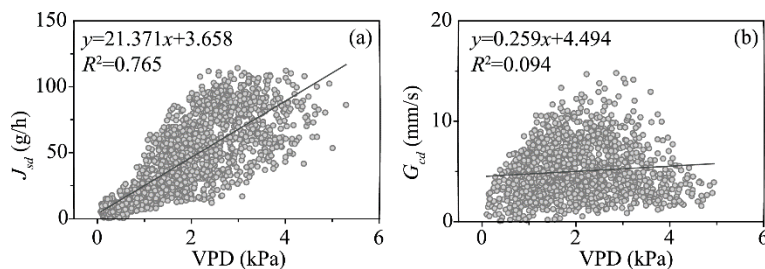 y=21.371x+3.658
(a)
R²=0.765
150
100
50
0
J_sd (g/h)
0
2
4
6
VPD (kPa)
y=0.259x+4.494
(b)
R²=0.094
20
10
0
G_cd (mm/s)
0
2
4
6
VPD (kPa)